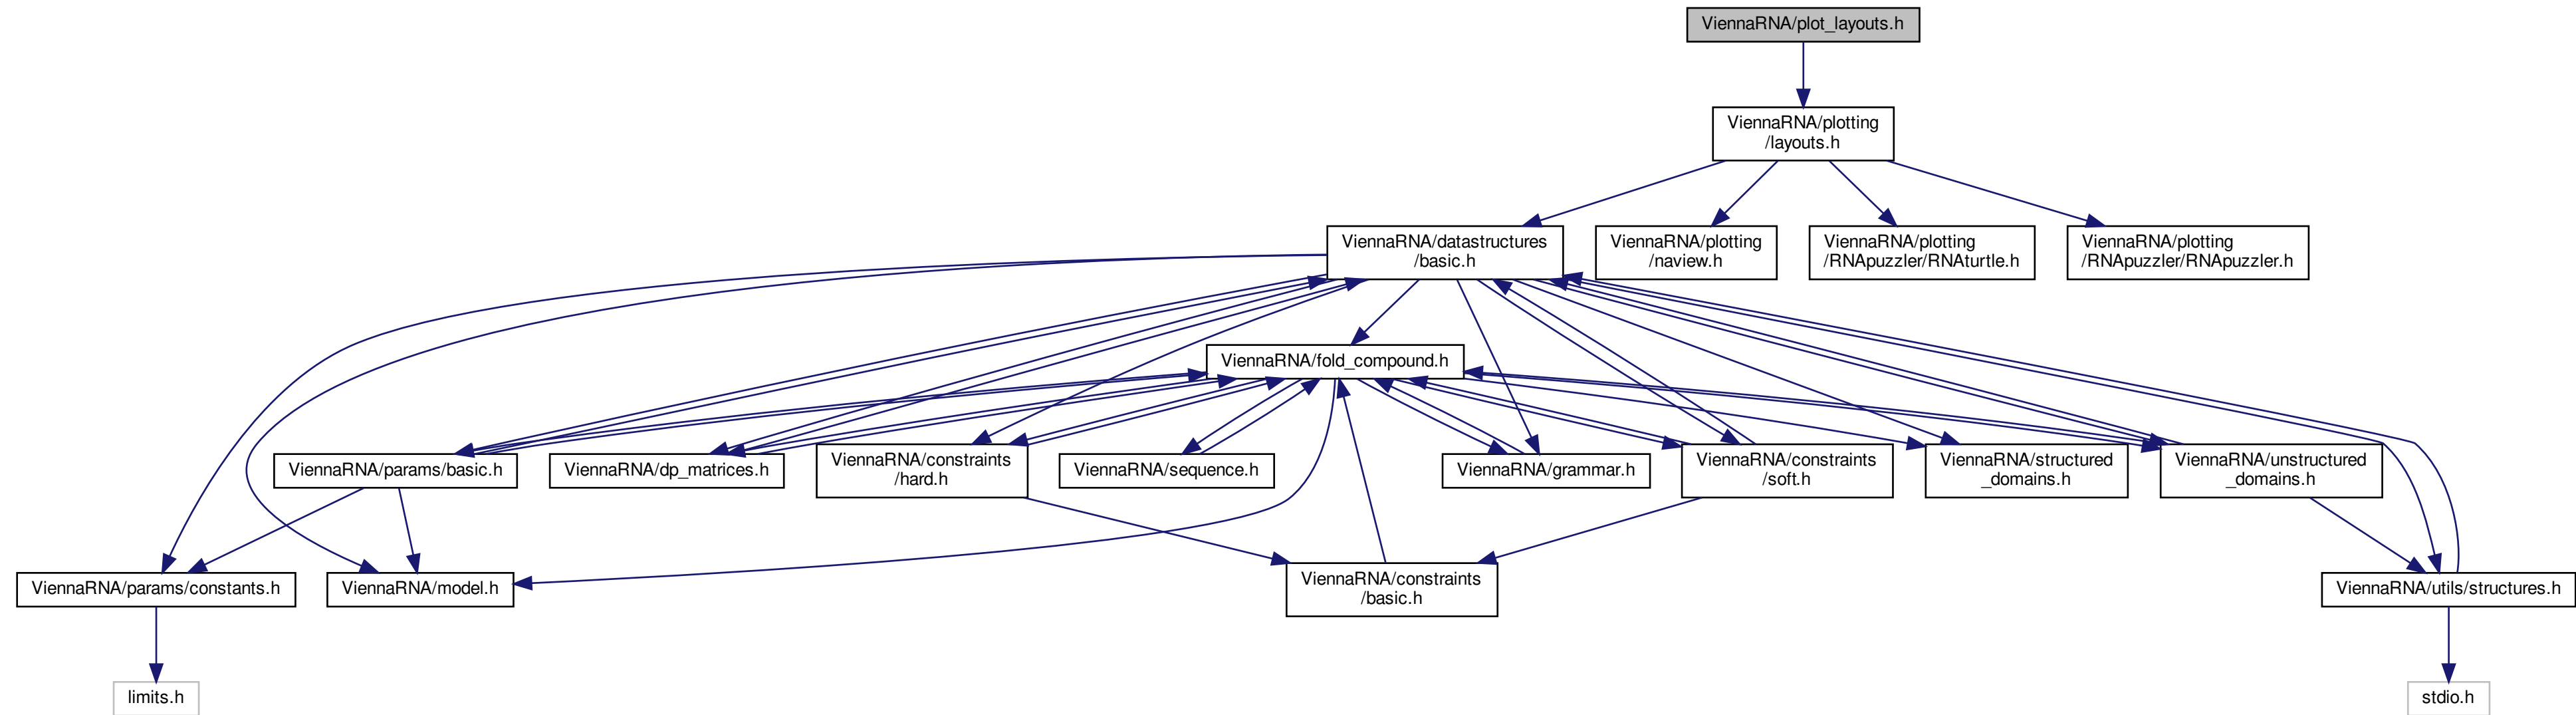 ViennaRNA/plot_layouts.h
ViennaRNA/plotting
/layouts.h
ViennaRNA/datastructures
/basic.h
ViennaRNA/plotting
/naview.h
ViennaRNA/plotting
/RNApuzzler/RNAturtle.h
ViennaRNA/plotting
/RNApuzzler/RNApuzzler.h
ViennaRNA/fold_compound.h
ViennaRNA/params/basic.h
ViennaRNA/dp_matrices.h
ViennaRNA/constraints
/hard.h
ViennaRNA/sequence.h
ViennaRNA/grammar.h
ViennaRNA/constraints
/soft.h
ViennaRNA/structured
_domains.h
ViennaRNA/unstructured
_domains.h
ViennaRNA/params/constants.h
ViennaRNA/model.h
ViennaRNA/constraints
/basic.h
ViennaRNA/utils/structures.h
limits.h
stdio.h